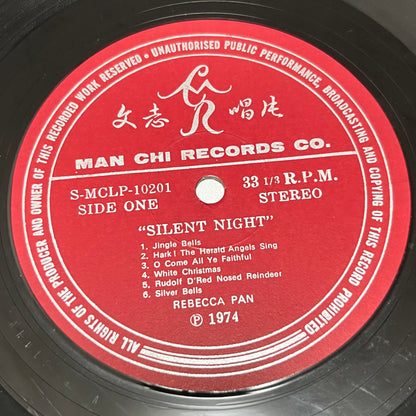 ALL RIGHTS OF THE PRODUCER AND OWNER OF THIS RECORDED WORK RESERVED • UNAUTHORISED PUBLIC PERFORMANCE, BROADCASTING AND COPYING OF THIS RECORD PROHIBITED
文志唱片
MAN CHI RECORDS CO.
S-MCLP-10201
SIDE ONE
33 1/3 R.P.M.
STEREO
"SILENT NIGHT"
1. Jingle Bells
2. Hark! The Herald Angels Sing
3. O Come All Ye Faithful
4. White Christmas
5. Rudolf D'Red Nosed Reindeer
6. Silver Bells
REBECCA PAN
Ⓟ 1974